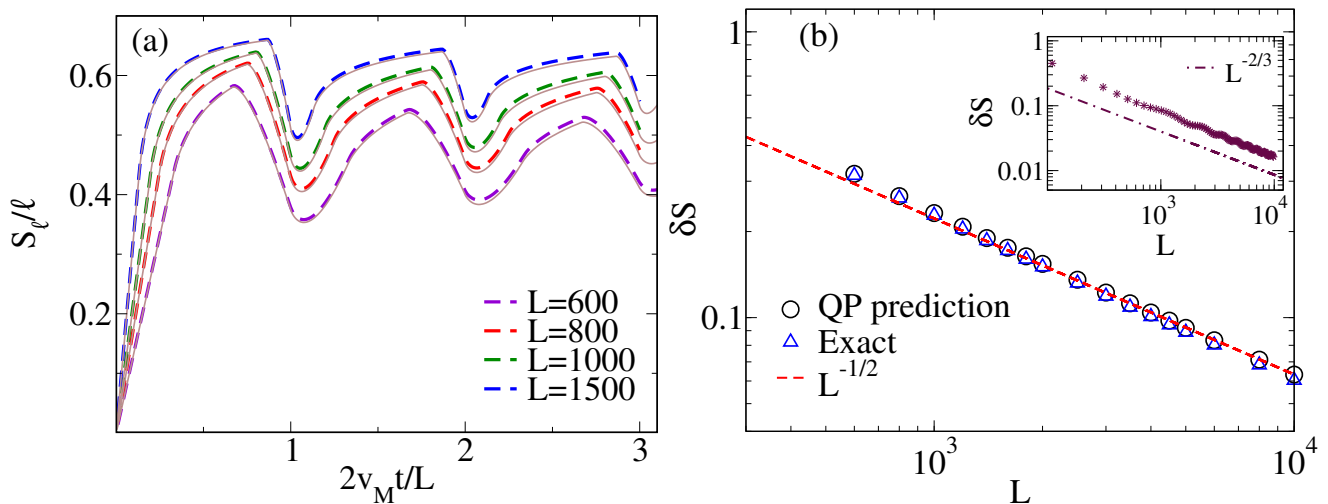 (a)
S_ℓ/ℓ
0.6
0.4
0.2
L=600
L=800
L=1000
L=1500
1 2 3
2v_M t/L
(b)
δS
1
0.1
QP prediction
Exact
L^{-1/2}
10^3 10^4
L
δS
1
0.1
0.01
L^{-2/3}
10^3 10^4
L